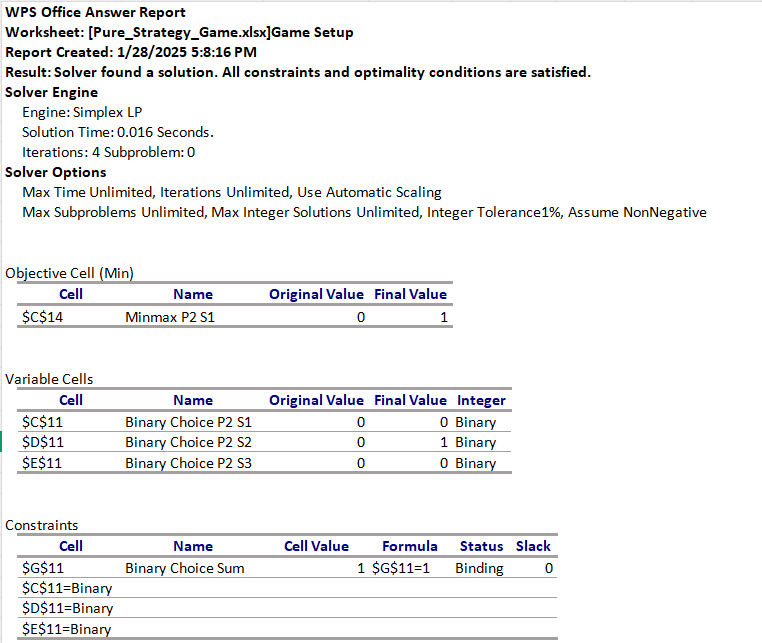 WPS Office Answer Report
Worksheet: [Pure_Strategy_Game.xlsx]Game Setup
Report Created: 1/28/2025 5:8:16 PM
Result: Solver found a solution. All constraints and optimality conditions are satisfied.
Solver Engine
Engine: Simplex LP
Solution Time: 0.016 Seconds.
Iterations: 4 Subproblem: 0
Solver Options
Max Time Unlimited, Iterations Unlimited, Use Automatic Scaling
Max Subproblems Unlimited, Max Integer Solutions Unlimited, Integer Tolerance1%, Assume NonNegative
Objective Cell (Min)
Cell Name Original Value Final Value
$C$14 Minmax P2 S1 0 1
Variable Cells
Cell Name Original Value Final Value Integer
$C$11 Binary Choice P2 S1 0 0 Binary
$D$11 Binary Choice P2 S2 0 1 Binary
$E$11 Binary Choice P2 S3 0 0 Binary
Constraints
Cell Name Cell Value Formula Status Slack
$G$11 Binary Choice Sum 1 $G$11=1 Binding 0
$C$11=Binary
$D$11=Binary
$E$11=Binary